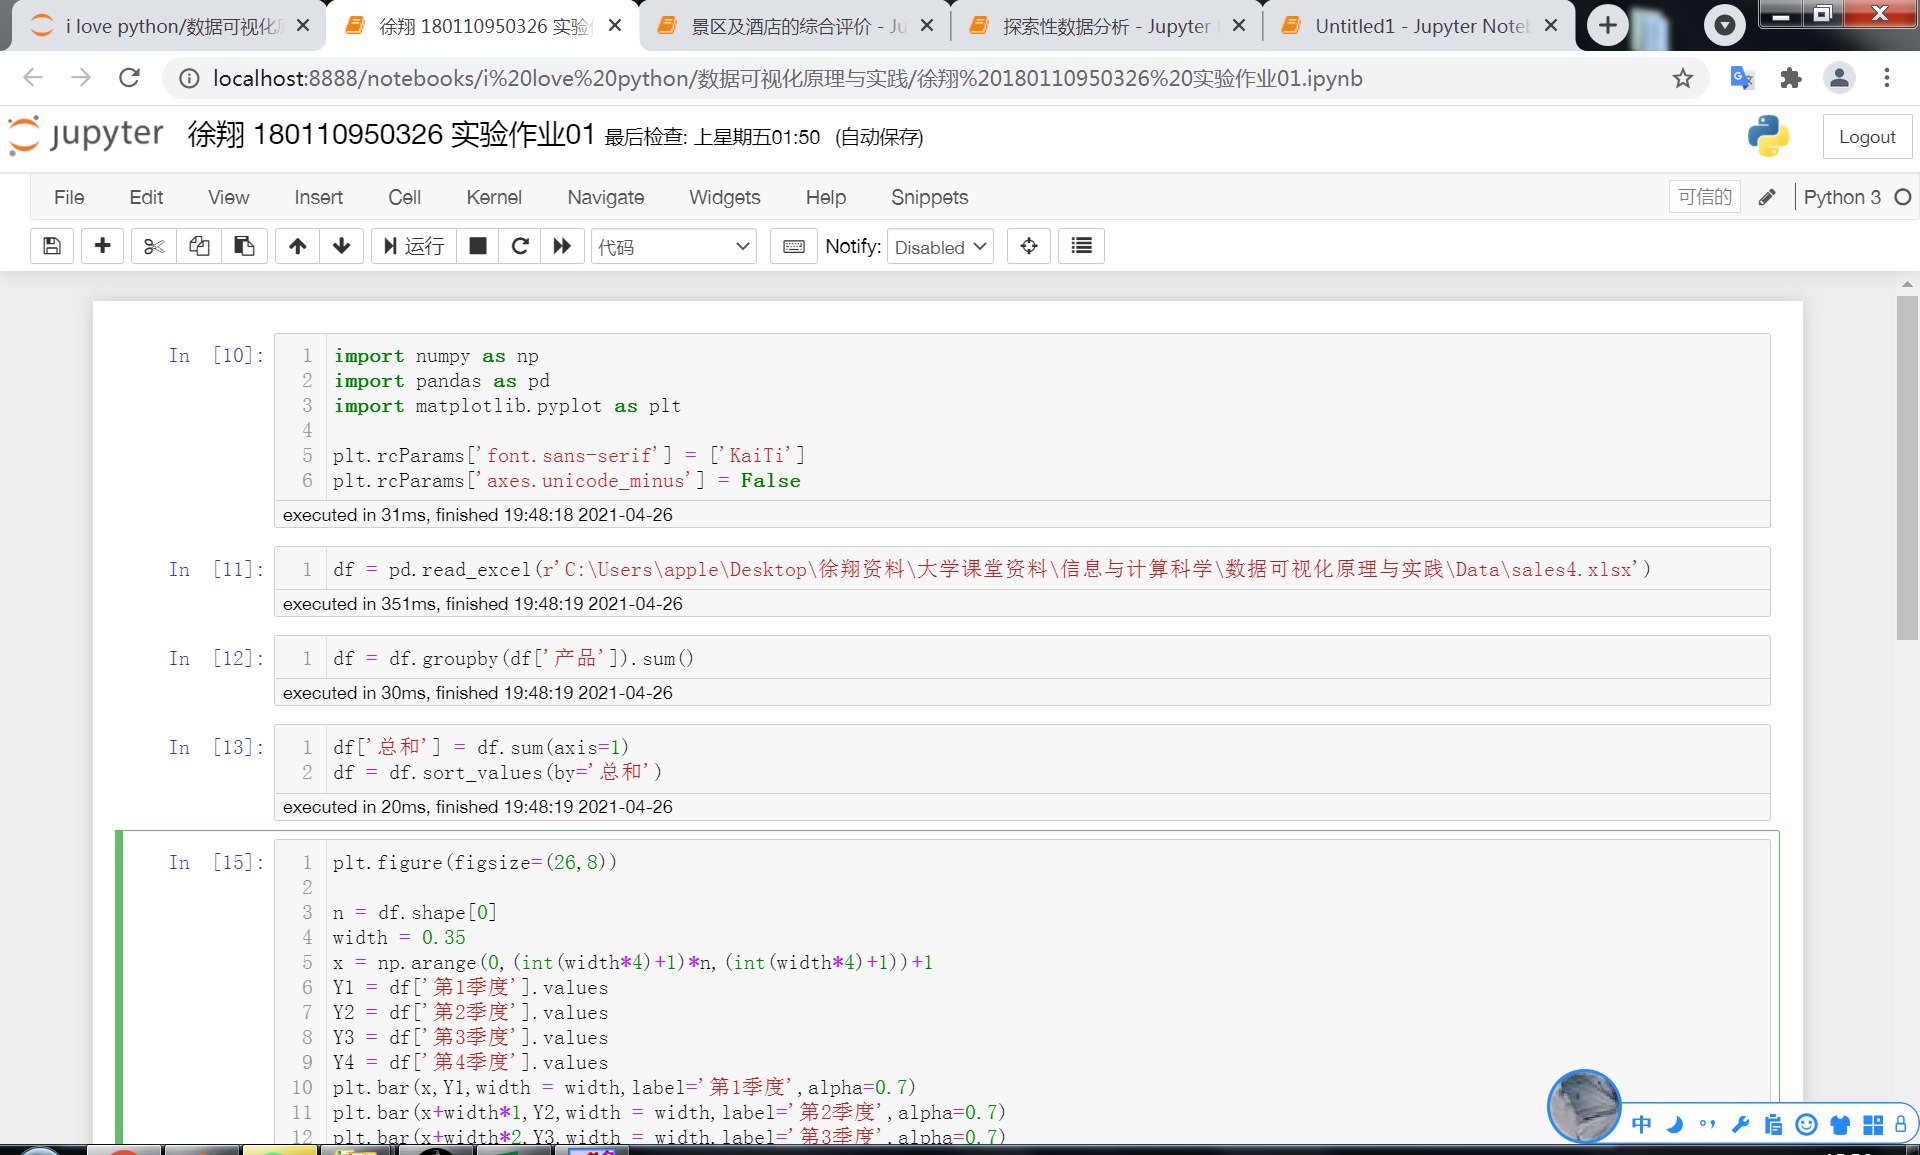 i love python/数据可视化
徐翔 180110950326 实验
景区及酒店的综合评价 - Ju
探索性数据分析 - Jupyter
Untitled1 - Jupyter Note
localhost:8888/notebooks/i%20love%20python/数据可视化原理与实践/徐翔%20180110950326%20实验作业01.ipynb
jupyter 徐翔 180110950326 实验作业01 最后检查: 上星期五01:50 (自动保存)
Logout
File Edit View Insert Cell Kernel Navigate Widgets Help Snippets
可信的 Python 3
运行 代码 Notify: Disabled
In [10]:
1 import numpy as np
2 import pandas as pd
3 import matplotlib.pyplot as plt
4
5 plt.rcParams['font.sans-serif'] = ['KaiTi']
6 plt.rcParams['axes.unicode_minus'] = False
executed in 31ms, finished 19:48:18 2021-04-26
In [11]:
1 df = pd.read_excel(r'C:\Users\apple\Desktop\徐翔资料\大学课堂资料\信息与计算科学\数据可视化原理与实践\Data\sales4.xlsx')
executed in 351ms, finished 19:48:19 2021-04-26
In [12]:
1 df = df.groupby(df['产品']).sum()
executed in 30ms, finished 19:48:19 2021-04-26
In [13]:
1 df['总和'] = df.sum(axis=1)
2 df = df.sort_values(by='总和')
executed in 20ms, finished 19:48:19 2021-04-26
In [15]:
1 plt.figure(figsize=(26,8))
2
3 n = df.shape[0]
4 width = 0.35
5 x = np.arange(0,(int(width*4)+1)*n,(int(width*4)+1))+1
6 Y1 = df['第1季度'].values
7 Y2 = df['第2季度'].values
8 Y3 = df['第3季度'].values
9 Y4 = df['第4季度'].values
10 plt.bar(x,Y1,width = width,label='第1季度',alpha=0.7)
11 plt.bar(x+width*1,Y2,width = width,label='第2季度',alpha=0.7)
12 plt.bar(x+width*2,Y3,width = width,label='第3季度',alpha=0.7)
中